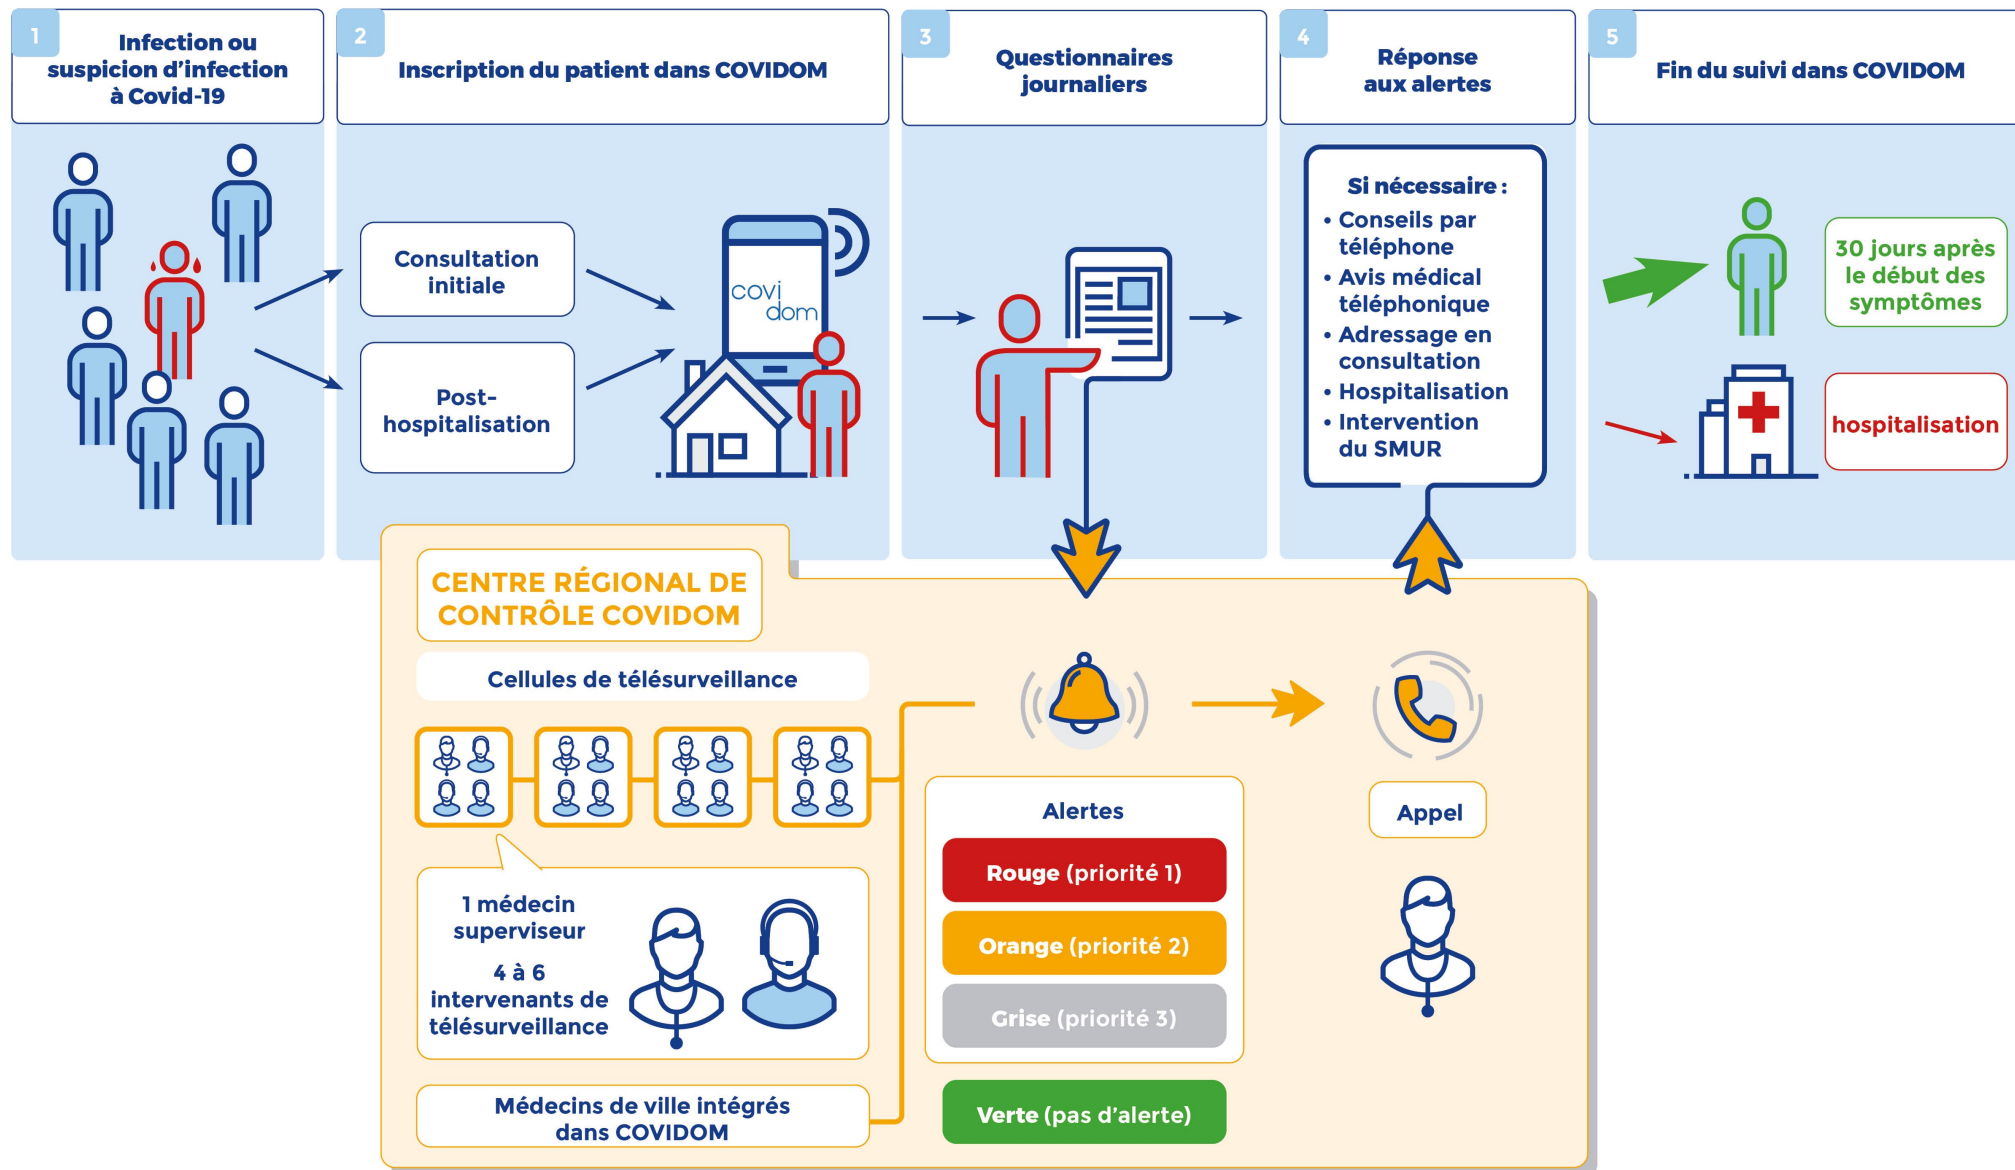 1
Infection ou
suspicion d'infection
à Covid-19
2
Inscription du patient dans COVIDOM
3
Questionnaires
journaliers
4
Réponse
aux alertes
5
Fin du suivi dans COVIDOM
Consultation
initiale
Post-
hospitalisation
covi
dom
Si nécessaire :
• Conseils par
téléphone
• Avis médical
téléphonique
• Adressage en
consultation
• Hospitalisation
• Intervention
du SMUR
30 jours après
le début des
symptômes
hospitalisation
CENTRE RÉGIONAL DE
CONTRÔLE COVIDOM
Cellules de télésurveillance
1 médecin
superviseur
4 à 6
intervenants de
télésurveillance
Médecins de ville intégrés
dans COVIDOM
Alertes
Rouge (priorité 1)
Orange (priorité 2)
Grise (priorité 3)
Verte (pas d'alerte)
Appel